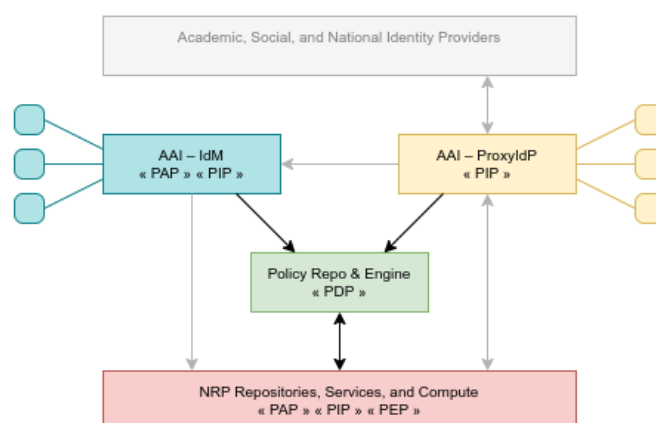 Academic, Social, and National Identity Providers
AAI – IdM
« PAP » « PIP »
AAI – ProxyIdP
« PIP »
Policy Repo & Engine
« PDP »
NRP Repositories, Services, and Compute
« PAP » « PIP » « PEP »